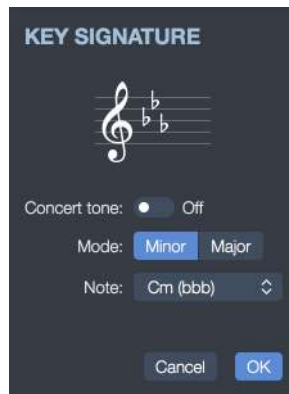 KEY SIGNATURE
Concert tone: Off
Mode: Minor Major
Note: Cm (bbb)
Cancel OK